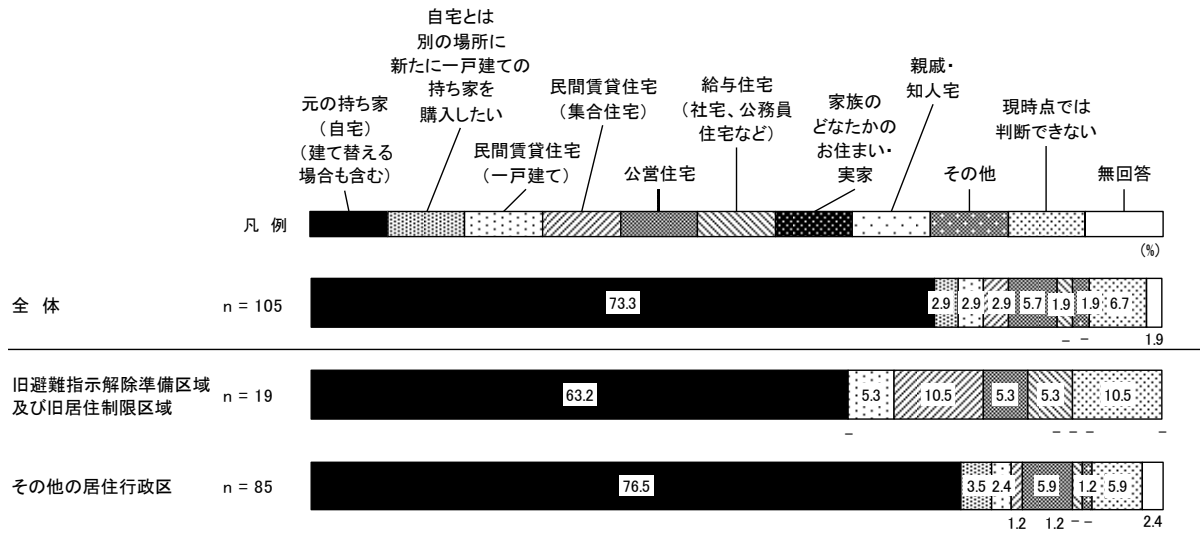 自宅とは
別の場所に
新たに一戸建ての
持ち家を
購入したい
元の持ち家
(自宅)
(建て替える
場合も含む)
民間賃貸住宅
(一戸建て)
民間賃貸住宅
(集合住宅)
公営住宅
給与住宅
(社宅、公務員
住宅など)
家族の
どなたかの
お住まい・
実家
親戚・
知人宅
その他
現時点では
判断できない
無回答
凡 例
(%)
全 体 n = 105 73.3 2.9 2.9 2.9 5.7 1.9 1.9 6.7
– – 1.9
旧避難指示解除準備区域
及び旧居住制限区域
n = 19 63.2 5.3 10.5 5.3 5.3 10.5
– – – – –
その他の居住行政区 n = 85 76.5 3.5 2.4 5.9 1.2 5.9
1.2 1.2 – – 2.4